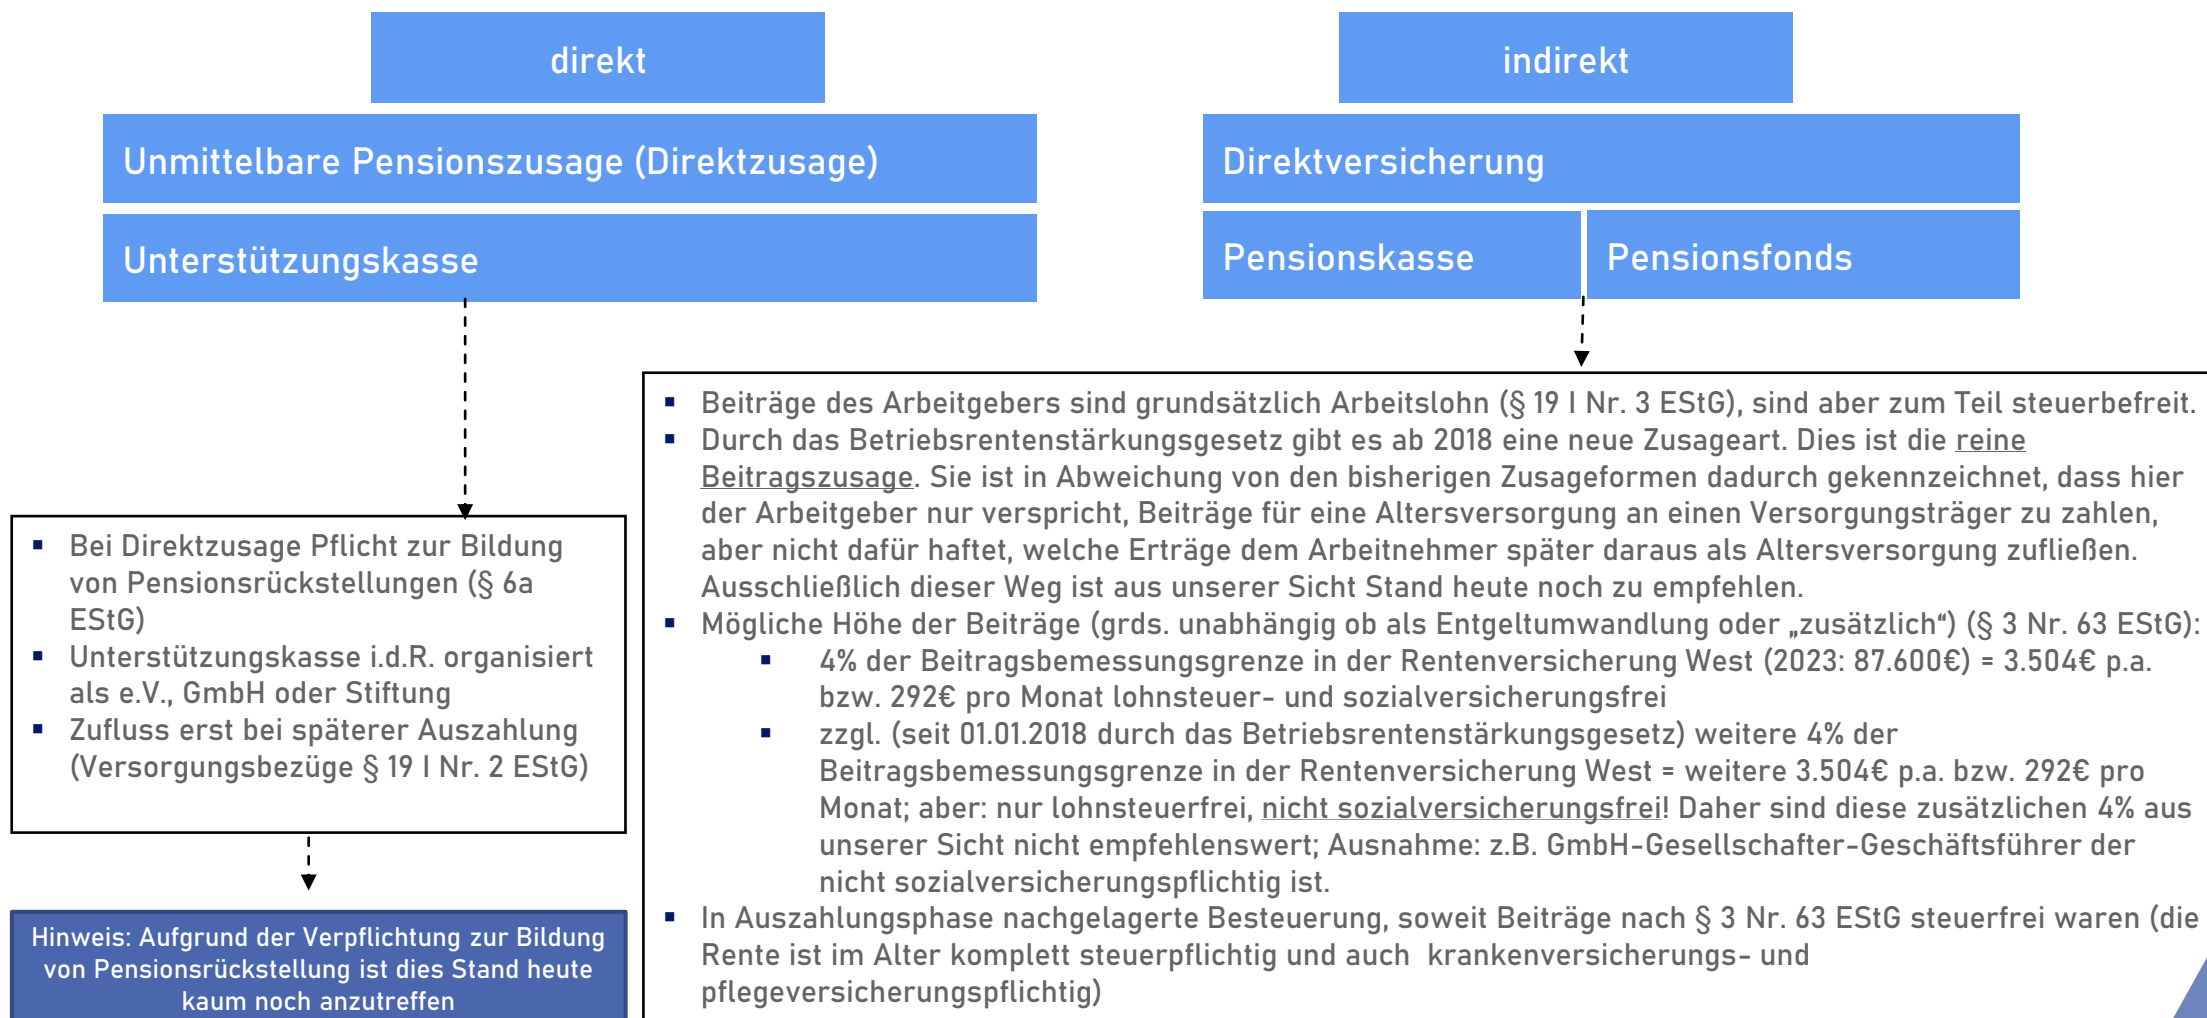 direkt
indirekt
Unmittelbare Pensionszusage (Direktzusage)
Direktversicherung
Unterstützungskasse
Pensionskasse
Pensionsfonds
▪ Bei Direktzusage Pflicht zur Bildung
von Pensionsrückstellungen (§ 6a
EStG)
▪ Unterstützungskasse i.d.R. organisiert
als e.V., GmbH oder Stiftung
▪ Zufluss erst bei späterer Auszahlung
(Versorgungsbezüge § 19 I Nr. 2 EStG)
Hinweis: Aufgrund der Verpflichtung zur Bildung
von Pensionsrückstellung ist dies Stand heute
kaum noch anzutreffen
▪ Beiträge des Arbeitgebers sind grundsätzlich Arbeitslohn (§ 19 I Nr. 3 EStG), sind aber zum Teil steuerbefreit.
▪ Durch das Betriebsrentenstärkungsgesetz gibt es ab 2018 eine neue Zusageart. Dies ist die reine
Beitragszusage. Sie ist in Abweichung von den bisherigen Zusageformen dadurch gekennzeichnet, dass hier
der Arbeitgeber nur verspricht, Beiträge für eine Altersversorgung an einen Versorgungsträger zu zahlen,
aber nicht dafür haftet, welche Erträge dem Arbeitnehmer später daraus als Altersversorgung zufließen.
Ausschließlich dieser Weg ist aus unserer Sicht Stand heute noch zu empfehlen.
▪ Mögliche Höhe der Beiträge (grds. unabhängig ob als Entgeltumwandlung oder „zusätzlich“) (§ 3 Nr. 63 EStG):
▪ 4% der Beitragsbemessungsgrenze in der Rentenversicherung West (2023: 87.600€) = 3.504€ p.a.
bzw. 292€ pro Monat lohnsteuer- und sozialversicherungsfrei
▪ zzgl. (seit 01.01.2018 durch das Betriebsrentenstärkungsgesetz) weitere 4% der
Beitragsbemessungsgrenze in der Rentenversicherung West = weitere 3.504€ p.a. bzw. 292€ pro
Monat; aber: nur lohnsteuerfrei, nicht sozialversicherungsfrei! Daher sind diese zusätzlichen 4% aus
unserer Sicht nicht empfehlenswert; Ausnahme: z.B. GmbH-Gesellschafter-Geschäftsführer der
nicht sozialversicherungspflichtig ist.
▪ In Auszahlungsphase nachgelagerte Besteuerung, soweit Beiträge nach § 3 Nr. 63 EStG steuerfrei waren (die
Rente ist im Alter komplett steuerpflichtig und auch krankenversicherungs- und
pflegeversicherungspflichtig)